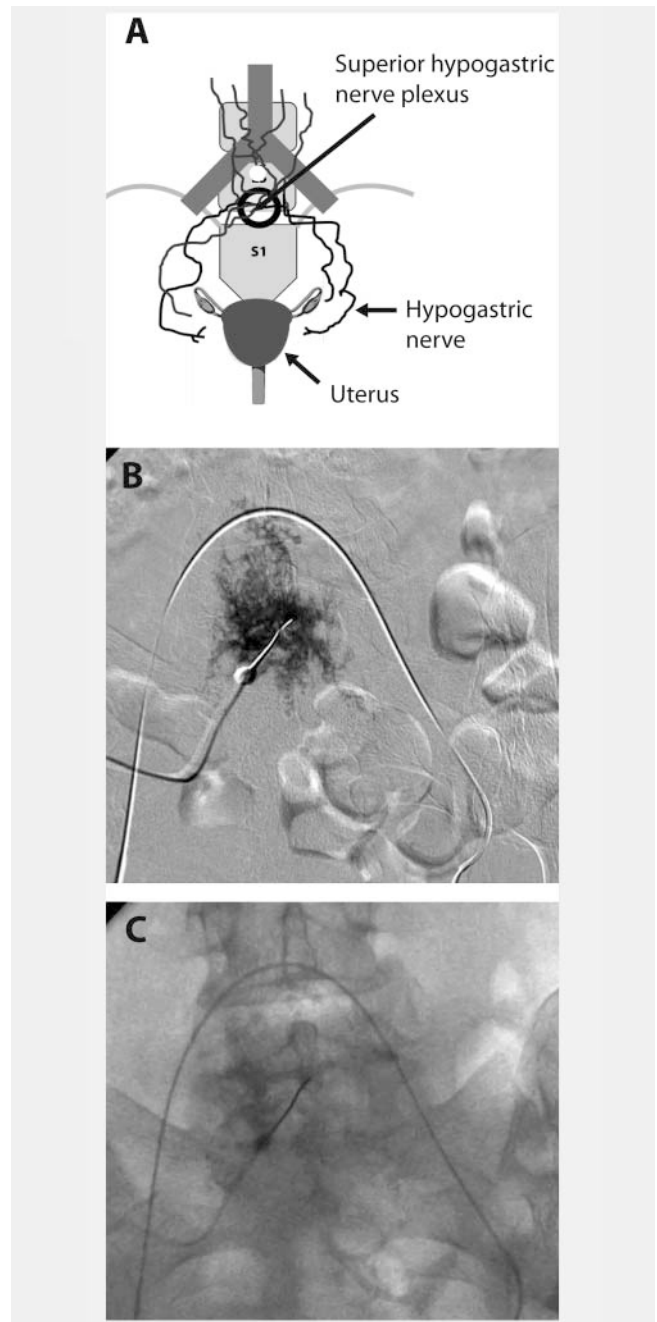 A
Superior hypogastric
nerve plexus
S1
Hypogastric
nerve
Uterus
B
C